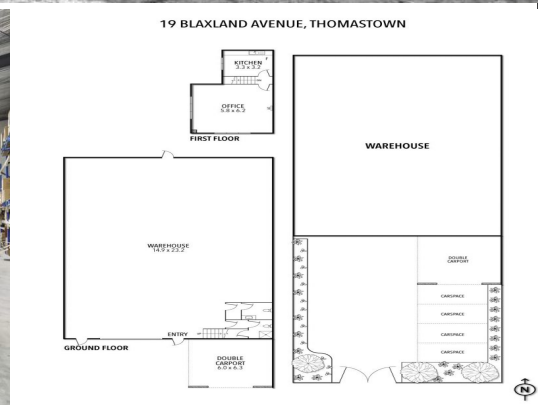 19 BLAXLAND AVENUE, THOMASTOWN
KITCHEN
3.3 x 3.2
OFFICE
5.8 x 6.2
FIRST FLOOR
WAREHOUSE
14.9 x 23.2
ENTRY
GROUND FLOOR
DOUBLE
CARPORT
6.0 x 6.3
WAREHOUSE
DOUBLE
CARPORT
CARSPACE
CARSPACE
CARSPACE
CARSPACE
N